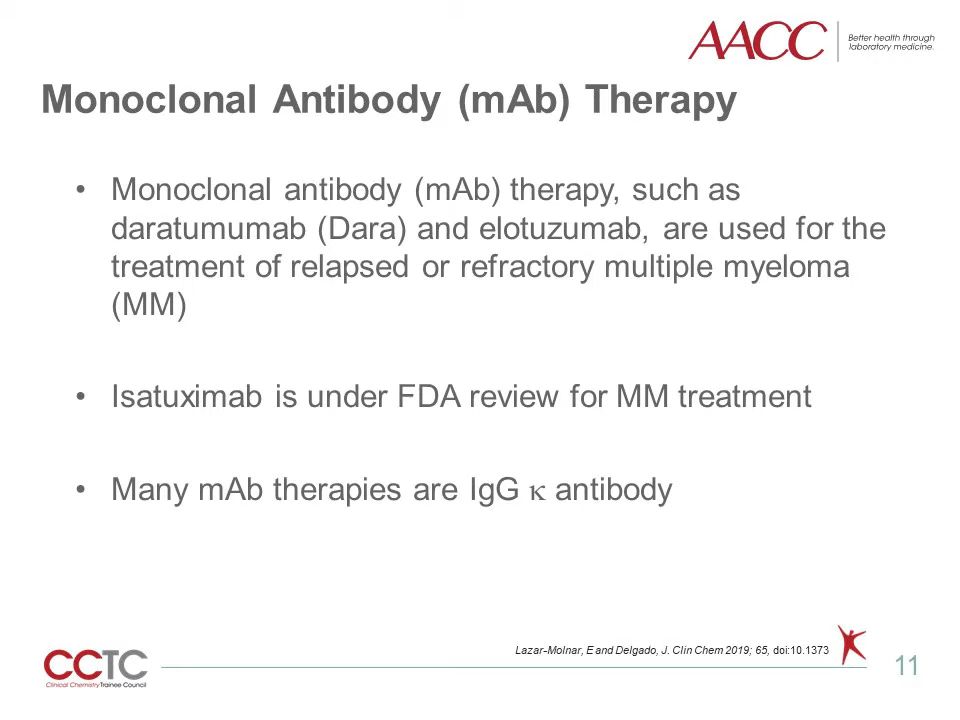 AACC
Better health through
laboratory medicine.
Monoclonal Antibody (mAb) Therapy
• Monoclonal antibody (mAb) therapy, such as
daratumumab (Dara) and elotuzumab, are used for the
treatment of relapsed or refractory multiple myeloma
(MM)
• Isatuximab is under FDA review for MM treatment
• Many mAb therapies are IgG κ antibody
Lazar-Molnar, E and Delgado, J. Clin Chem 2019; 65, doi:10.1373
CCTC
Clinical Chemistry Trainee Council
11